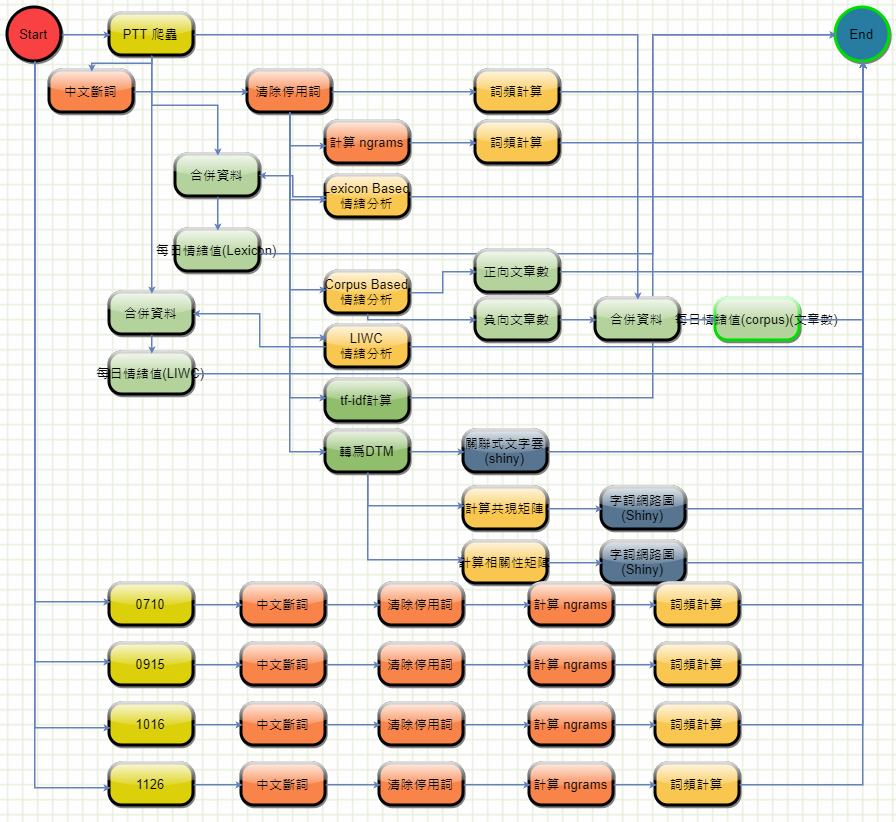 Start
PTT 爬蟲
End
中文斷詞
清除停用詞
詞頻計算
計算 ngrams
詞頻計算
合併資料
Lexicon Based
情緒分析
每日情緒值(Lexicon)
正向文章數
Corpus Based
情緒分析
合併資料
負向文章數
合併資料
每日情緒值(corpus)(文章數)
LIWC
情緒分析
每日情緒值(LIWC)
tf-idf計算
轉爲DTM
關聯式文字雲
(shiny)
計算共現矩陣
字詞網路圖
(Shiny)
計算相關性矩陣
字詞網路圖
(Shiny)
0710
中文斷詞
清除停用詞
計算 ngrams
詞頻計算
0915
中文斷詞
清除停用詞
計算 ngrams
詞頻計算
1016
中文斷詞
清除停用詞
計算 ngrams
詞頻計算
1126
中文斷詞
清除停用詞
計算 ngrams
詞頻計算